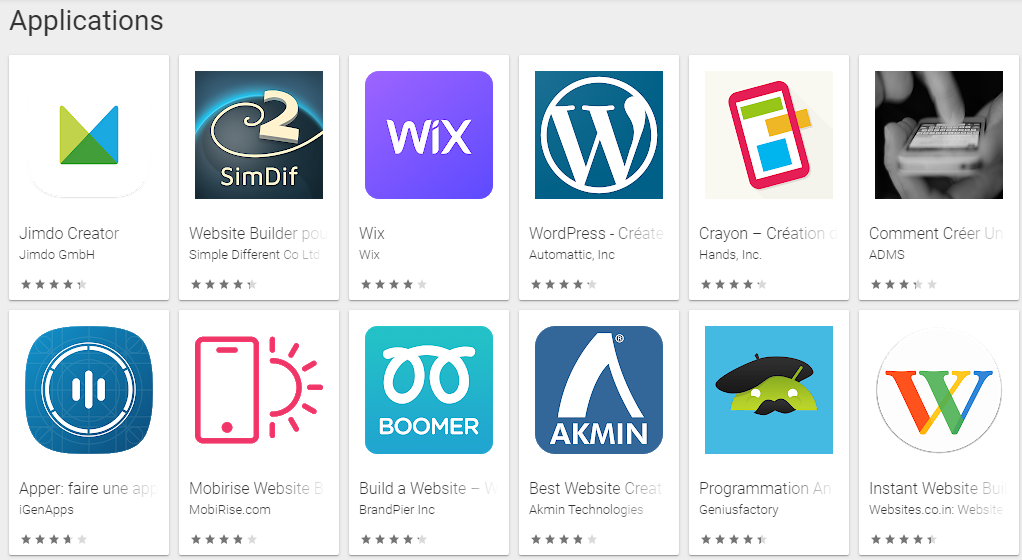 Applications
2
SimDif
WiX
W
Jimdo Creator
Jimdo GmbH
Website Builder pou
Simple Different Co Ltd
Wix
Wix
WordPress - Créate
Automattic, Inc
Crayon – Création d
Hands, Inc.
Comment Créer Un
ADMS
BOOMER
AKMIN
®
W
Apper: faire une app
iGenApps
Mobirise Website B
MobiRise.com
Build a Website – W
BrandPier Inc
Best Website Creat
Akmin Technologies
Programmation An
Geniusfactory
Instant Website Bui
Websites.co.in: Website